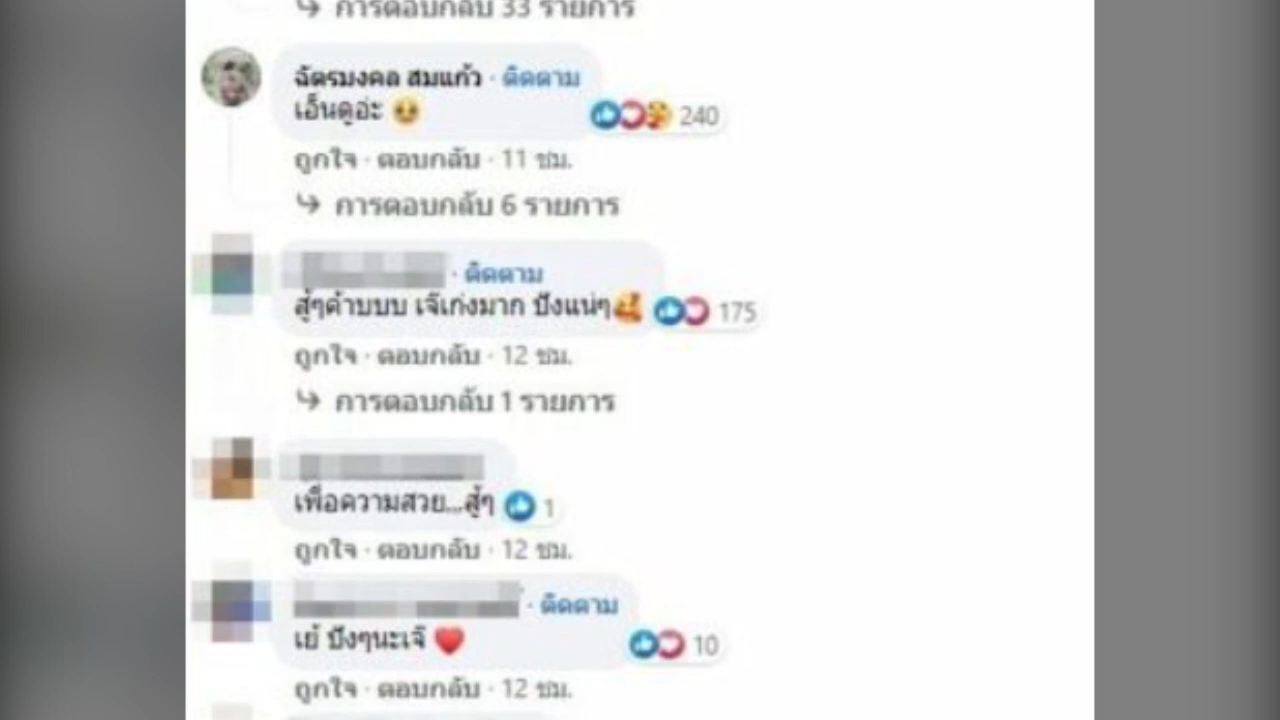 การตอบกลับ 33 รายการ
ฉัตรมงคล สมแก้ว · ติดตาม
เอ็นดูอ่ะ
240
ถูกใจ · ตอบกลับ · 11 ชม.
การตอบกลับ 6 รายการ
· ติดตาม
สู้ๆค้าบบบ เจ๊เก่งมาก ปังแน่ๆ
175
ถูกใจ · ตอบกลับ · 12 ชม.
การตอบกลับ 1 รายการ
เพื่อความสวย...สู้ๆ
1
ถูกใจ · ตอบกลับ · 12 ชม.
· ติดตาม
เย้ ปังๆนะเจ๊
10
ถูกใจ · ตอบกลับ · 12 ชม.